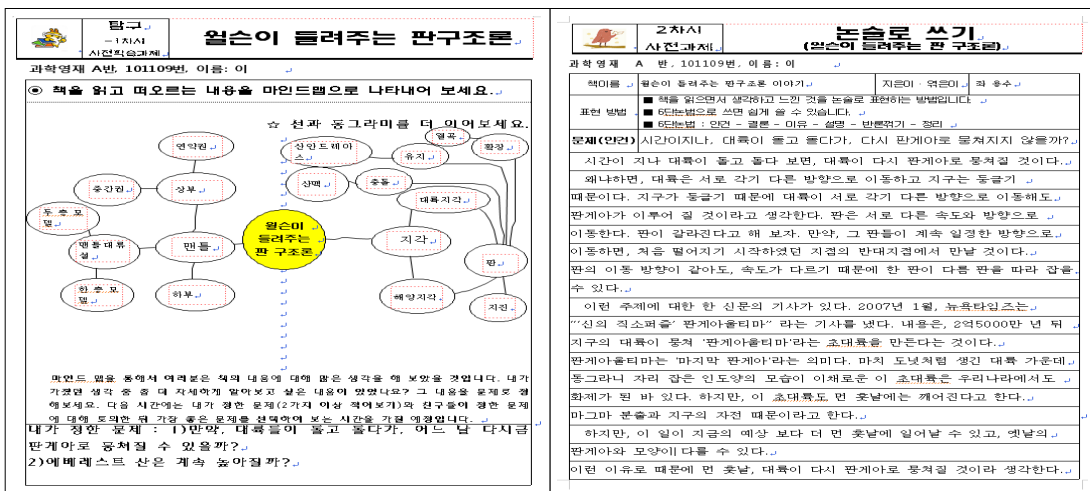 탐구
-1차시
사전학습과제
윌슨이 들려주는 판구조론
과학영재 A반, 101109번, 이름: 이
◉ 책을 읽고 떠오르는 내용을 마인드맵으로 나타내어 보세요.
☆ 선과 동그라미를 더 이어보세요.
연약권
중간권
상부
두 층 모델
맨틀대류설
맨틀
한 층 모델
하부
윌슨이 들려주는 판 구조론
열곡
확장
산안드레아스
유지
산맥
충돌
대륙지각
지각
판
해양지각
지진
마인드 맵을 통해서 여러분은 책의 내용에 대해 많은 생각을 해 보았을 것입니다. 내가
가졌던 생각 중 좀 더 자세하게 알아보고 싶은 내용이 있었나요? 그 내용을 문제로 정
해보세요. 다음 시간에는 내가 정한 문제(2가지 이상 적어보기)와 친구들이 정한 문제
에 대해 토의한 뒤 가장 좋은 문제를 선택하여 보는 시간을 가질 예정입니다.
내가 정한 문제 : 1)만약, 대륙들이 돌고 돌다가, 어느 날 다시금
판게아로 뭉쳐질 수 있을까?
2)에베레스트 산은 계속 높아질까?
2차시
사전과제
논술로 쓰기
(윌슨이 들려주는 판 구조론)
과학영재 A 반, 101109번, 이름: 이
책이름 윌슨이 들려주는 판구조론 이야기 지은이·엮은이 좌 용수
표현 방법
■ 책을 읽으면서 생각하고 느낀 것을 논술로 표현하는 방법입니다.
■ 6단논법으로 쓰면 쉽게 쓸 수 있습니다.
■ 6단논법 : 안건 - 결론 - 이유 - 설명 - 반론꺾기 - 정리
문제(안건) 시간이지나, 대륙이 돌고 돌다가, 다시 판게아로 뭉쳐지지 않을까?
시간이 지나 대륙이 돌고 돌다 보면, 대륙이 다시 판게아로 뭉쳐질 것이다.
왜냐하면, 대륙은 서로 각기 다른 방향으로 이동하고 지구는 둥글기
때문이다. 지구가 둥글기 때문에 대륙이 서로 각기 다른 방향으로 이동해도
판게아가 이루어 질 것이라고 생각한다. 판은 서로 다른 속도와 방향으로
이동한다. 판이 갈라진다고 해 보자. 만약, 그 판들이 계속 일정한 방향으로
이동하면, 처음 떨어지기 시작하였던 지점의 반대지점에서 만날 것이다.
판의 이동 방향이 같아도, 속도가 다르기 때문에 한 판이 다름 판을 따라 잡을
수 있다.
이런 주제에 대한 한 신문의 기사가 있다. 2007년 1월, 뉴욕타임즈는
"'신의 직소퍼즐' 판게아울티마" 라는 기사를 냈다. 내용은, 2억5000만 년 뒤
지구의 대륙이 뭉쳐 '판게아울티마'라는 초대륙을 만든다는 것이다.
판게아울티마는 '마지막 판게아'라는 의미다. 마치 도넛처럼 생긴 대륙 가운데
동그라니 자리 잡은 인도양의 모습이 이채로운 이 초대륙은 우리나라에서도
화제가 된 바 있다. 하지만, 이 초대륙도 먼 훗날에는 깨어진다고 한다.
마그마 분출과 지구의 자전 때문이라고 한다.
하지만, 이 일이 지금의 예상 보다 더 먼 훗날에 일어날 수 있고, 옛날의
판게아와 모양이 다를 수 있다.
이런 이유로 때문에 먼 훗날, 대륙이 다시 판게아로 뭉쳐질 것이라 생각한다.